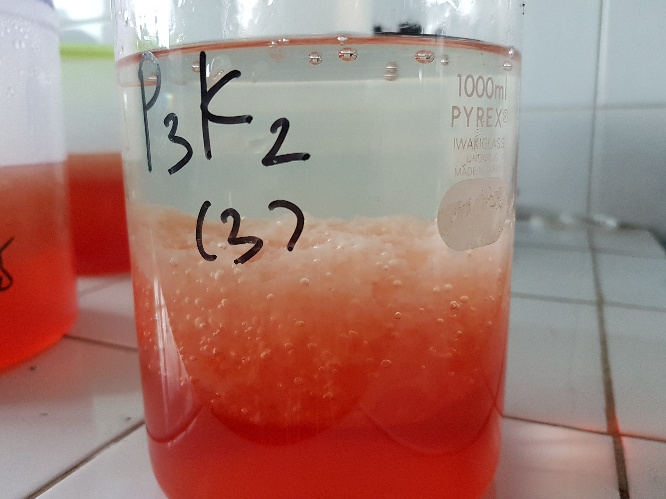 P3K2
(3)
1000ml
PYREX®
IWAKI GLASS